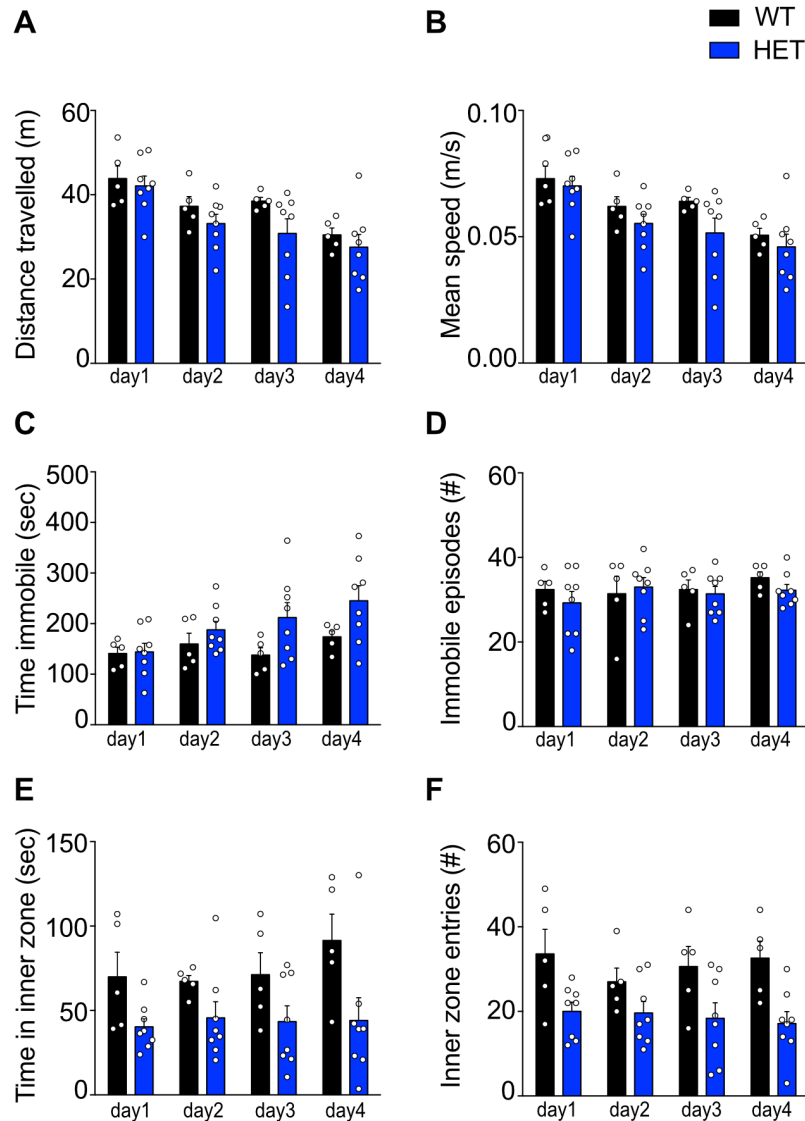 A
B
WT
HET
Distance travelled (m)
60
40
20
0
day1 day2 day3 day4
Mean speed (m/s)
0.10
0.05
0.00
day1 day2 day3 day4
C
D
Time immobile (sec)
500
400
300
200
100
0
day1 day2 day3 day4
Immobile episodes (#)
60
40
20
0
day1 day2 day3 day4
E
F
Time in inner zone (sec)
150
100
50
0
day1 day2 day3 day4
Inner zone entries (#)
60
40
20
0
day1 day2 day3 day4